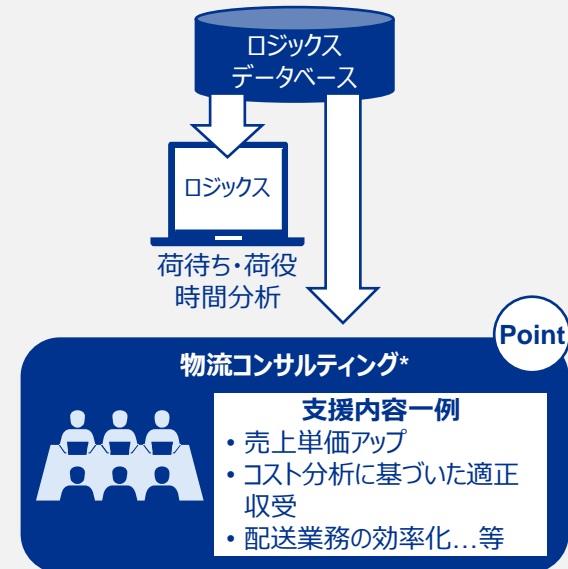 ロジックス
データベース
ロジックス
荷待ち・荷役
時間分析
Point
物流コンサルティング*
支援内容一例
• 売上単価アップ
• コスト分析に基づいた適正
収受
• 配送業務の効率化…等